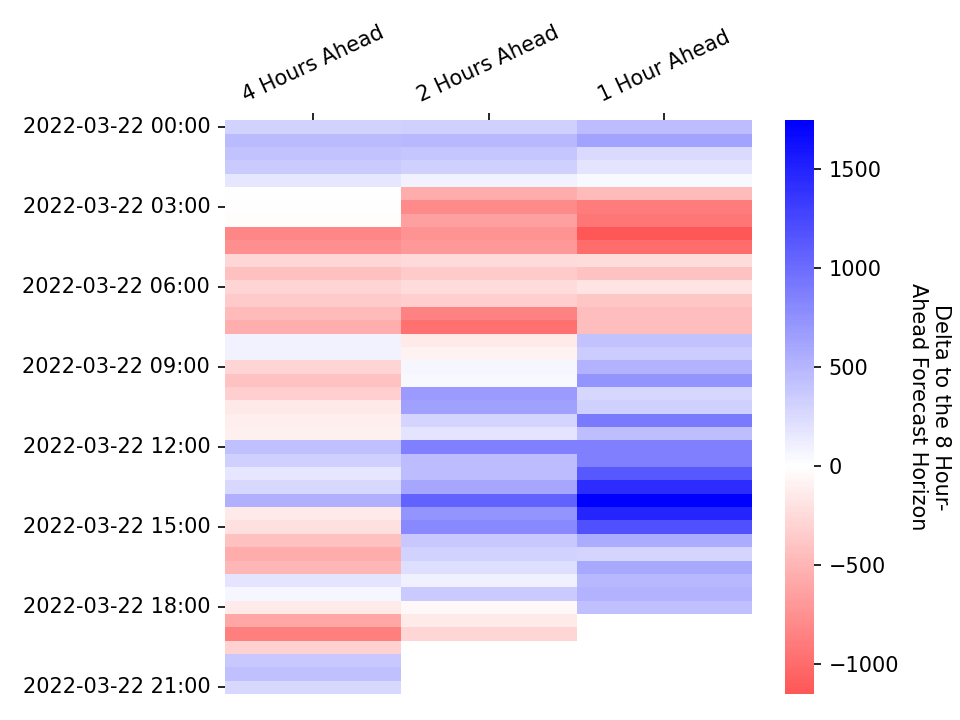 4 Hours Ahead
2 Hours Ahead
1 Hour Ahead
2022-03-22 00:00
2022-03-22 03:00
2022-03-22 06:00
2022-03-22 09:00
2022-03-22 12:00
2022-03-22 15:00
2022-03-22 18:00
2022-03-22 21:00
1500
1000
500
0
−500
−1000
Delta to the 8 Hour-
Ahead Forecast Horizon